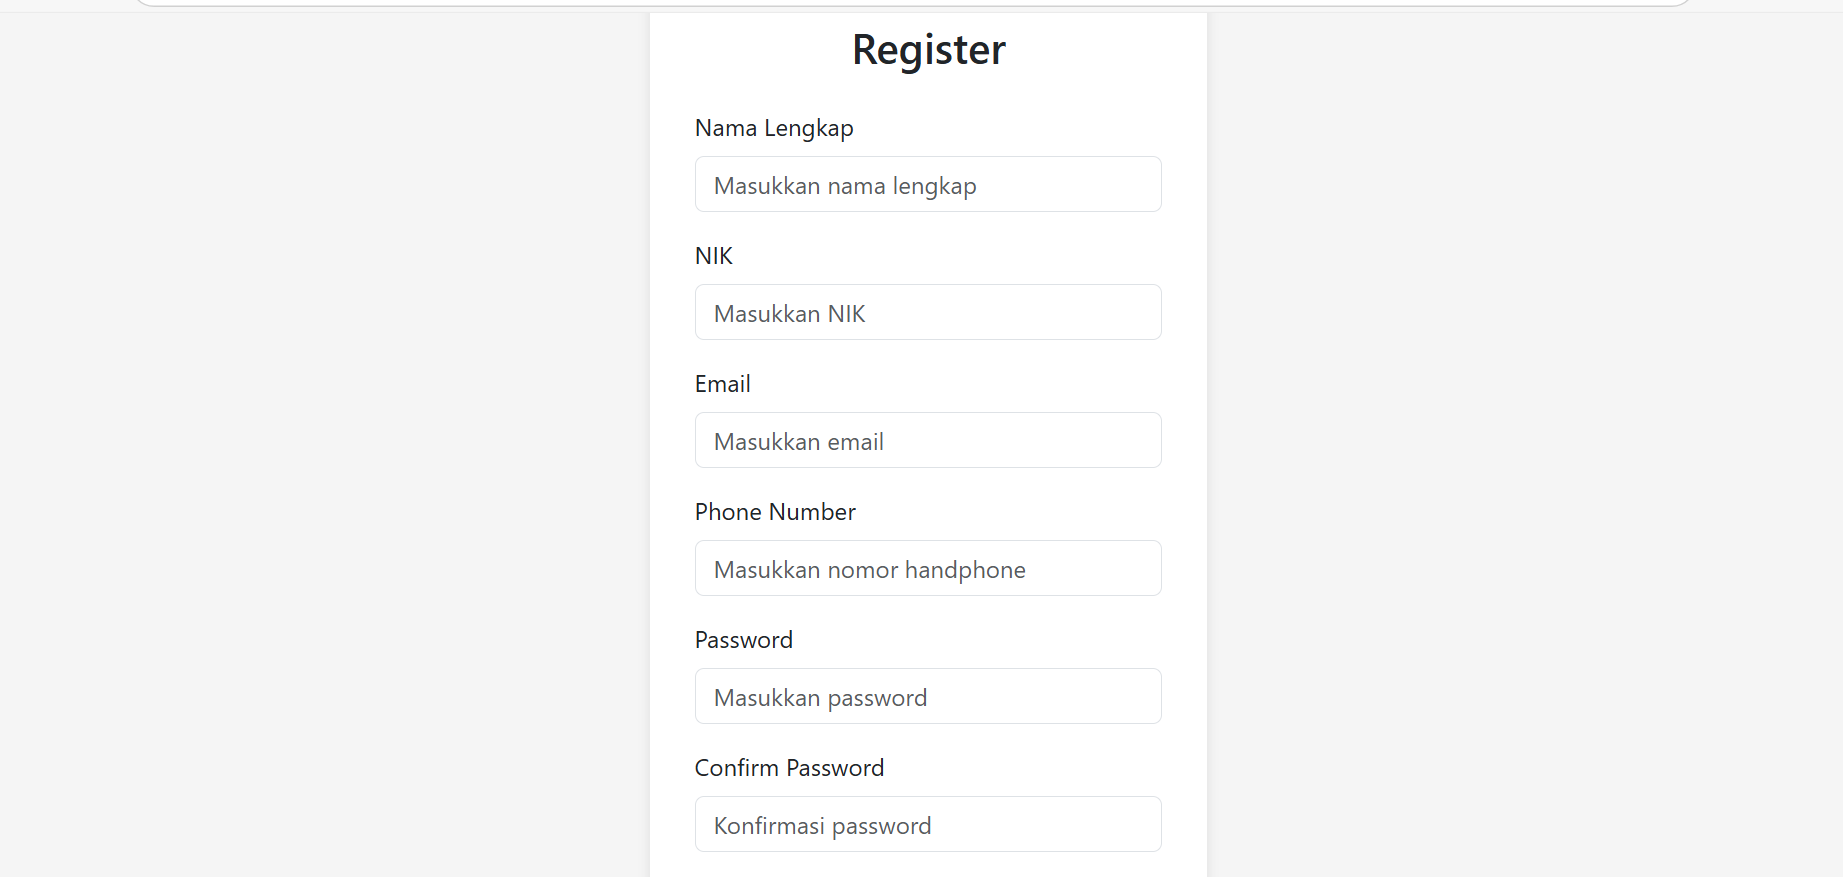 Register
Nama Lengkap
Masukkan nama lengkap
NIK
Masukkan NIK
Email
Masukkan email
Phone Number
Masukkan nomor handphone
Password
Masukkan password
Confirm Password
Konfirmasi password